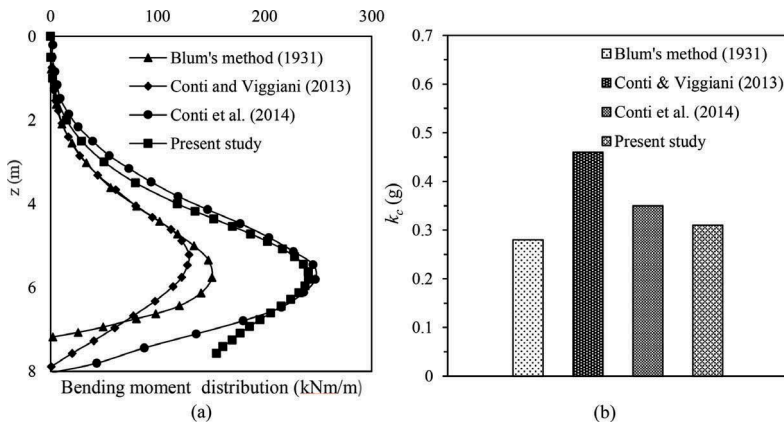 0 100 200 300
0
2
4
6
8
z (m)
Blum's method (1931)
Conti and Viggiani (2013)
Conti et al. (2014)
Present study
Bending moment distribution (kNm/m)
(a)
0.7
0.6
0.5
0.4
0.3
0.2
0.1
0
k_c (g)
Blum's method (1931)
Conti & Viggiani (2013)
Conti et al. (2014)
Present study
(b)